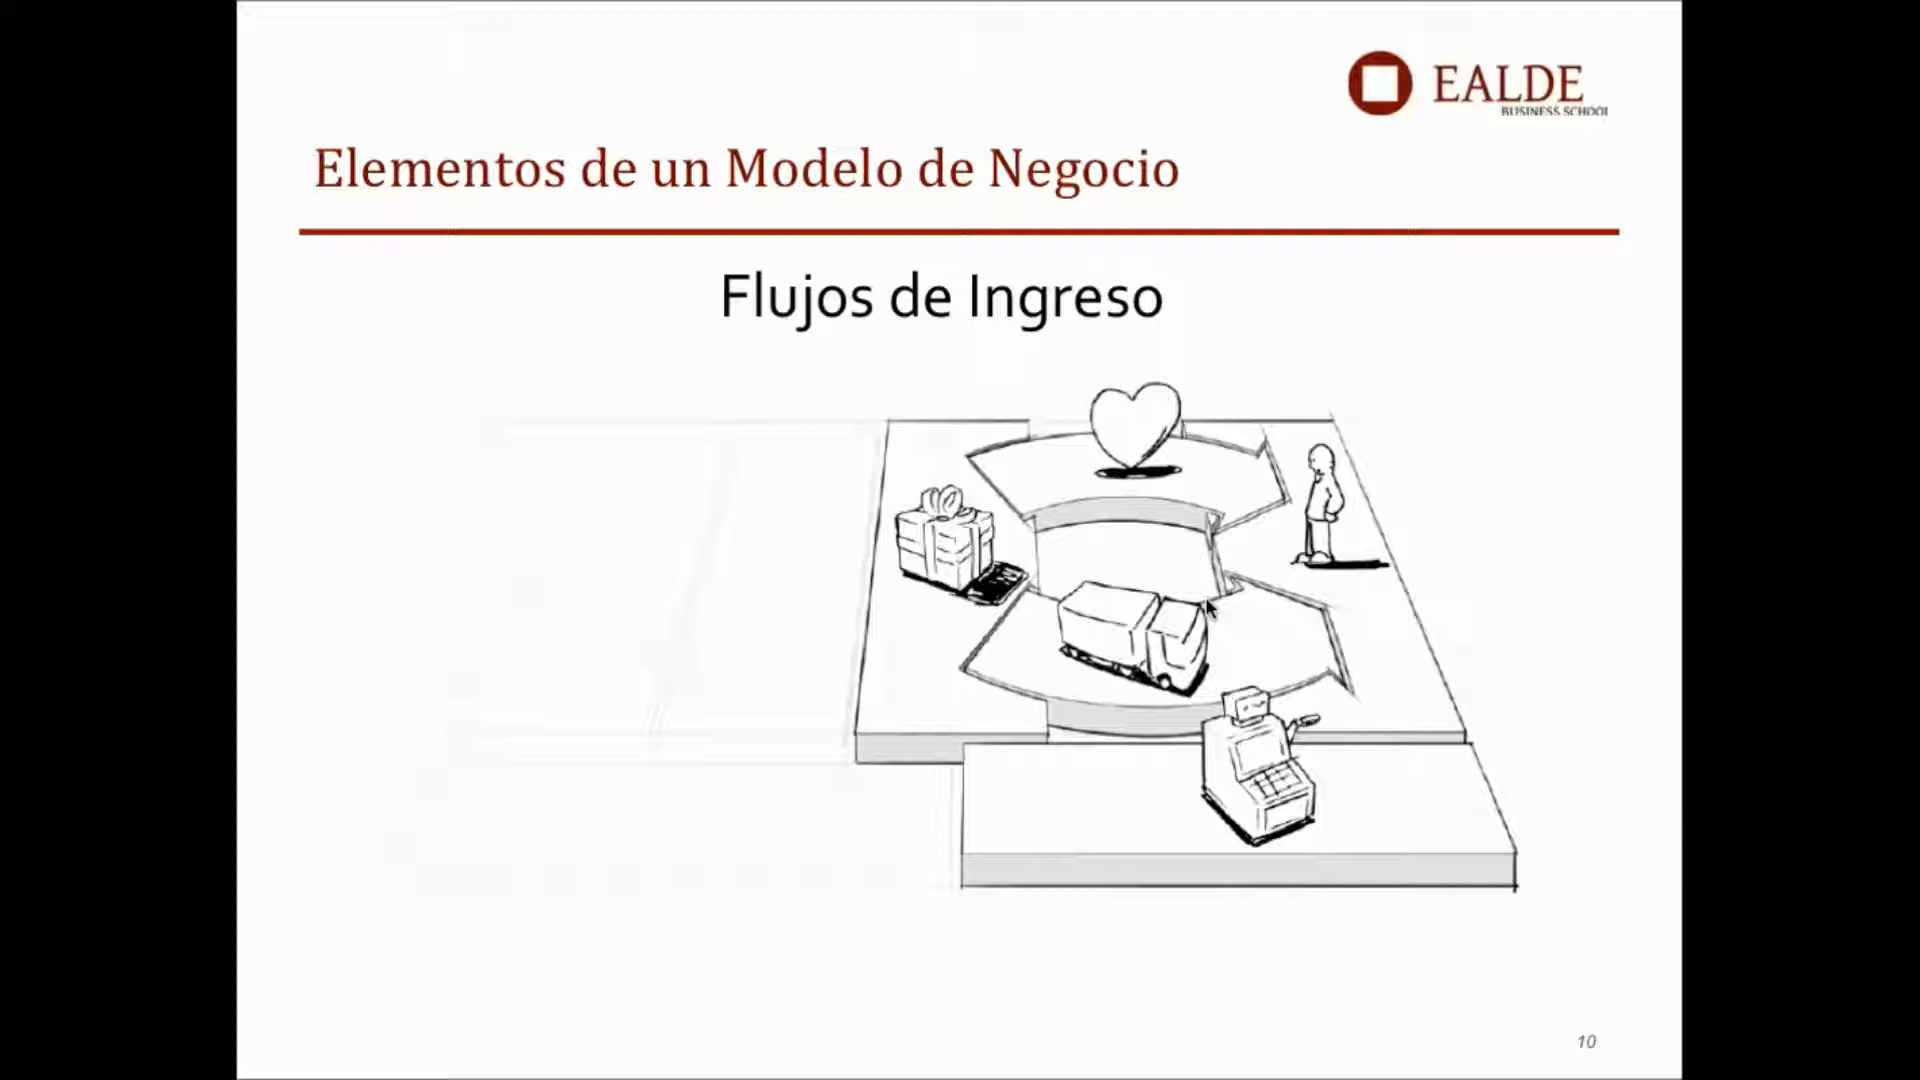 EALDE
BUSINESS SCHOOL
Elementos de un Modelo de Negocio
Flujos de Ingreso
10